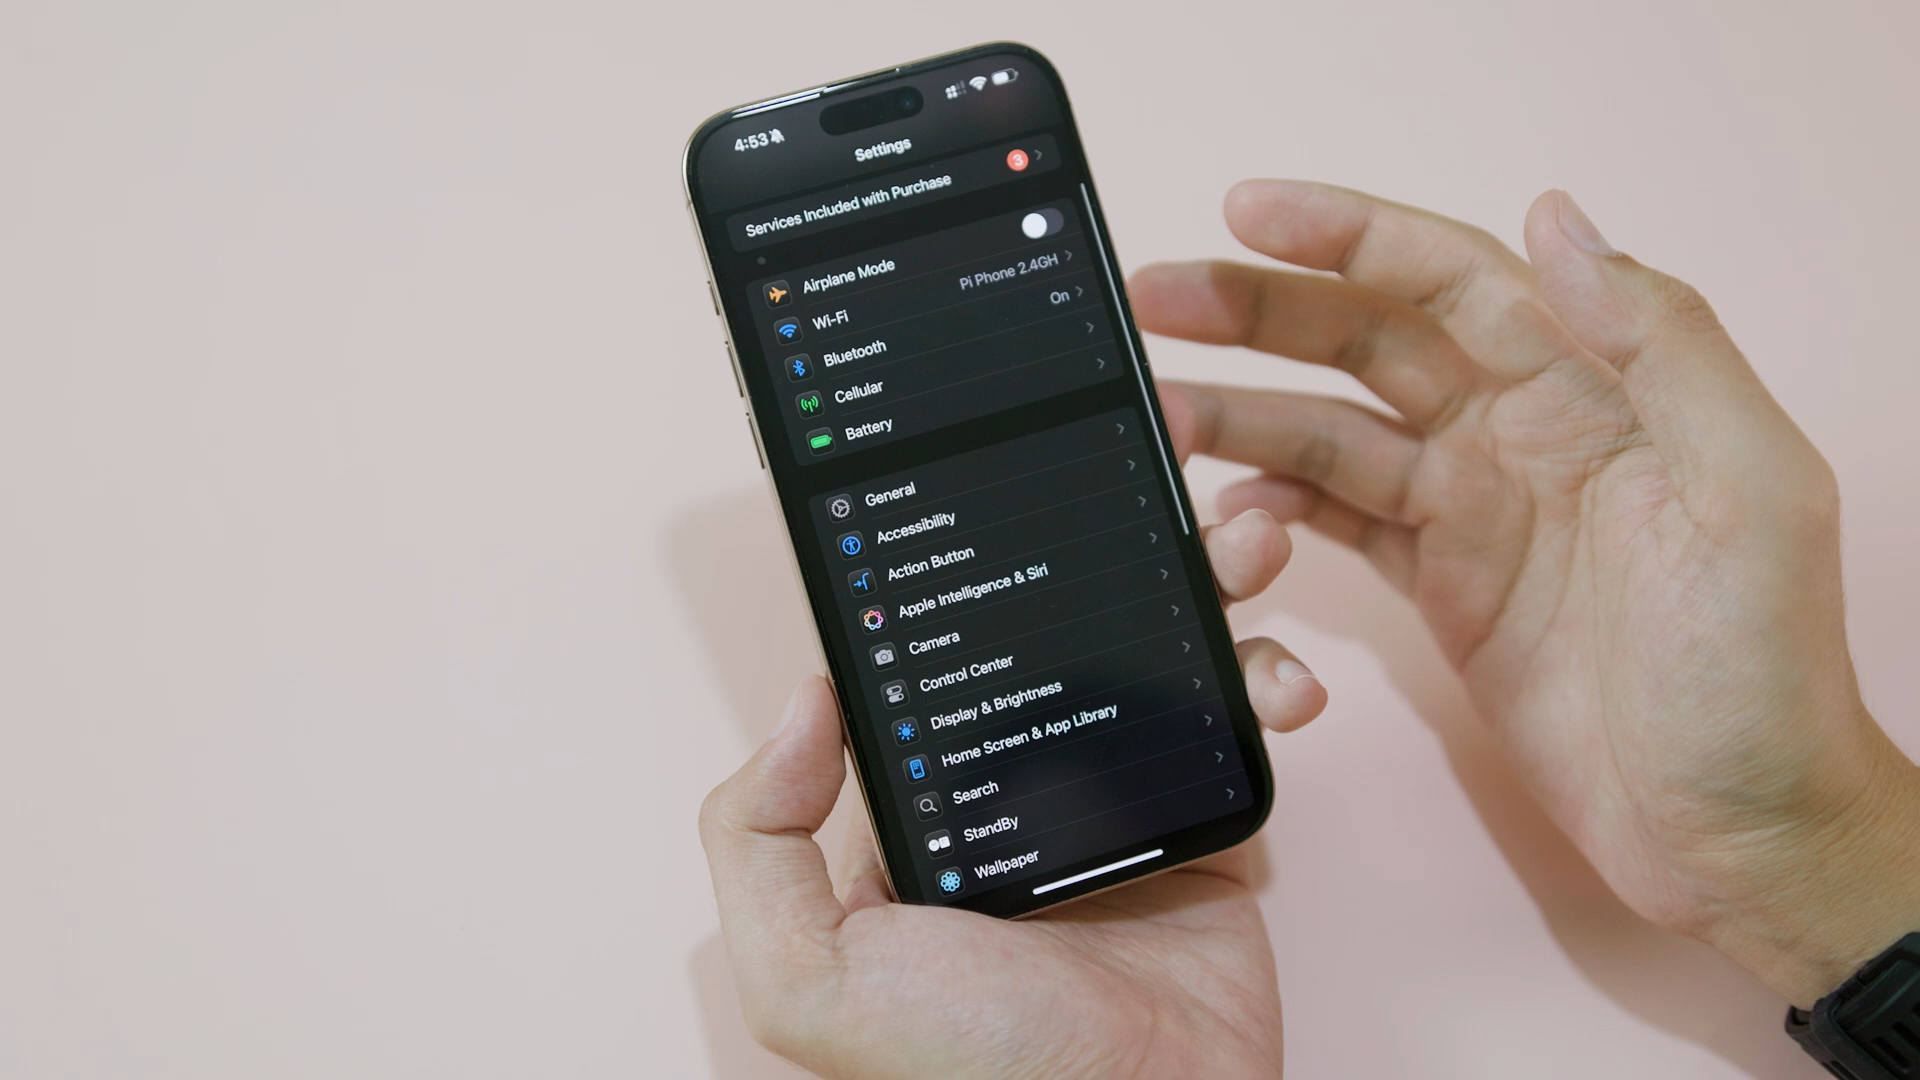 4:53
Settings
Services Included with Purchase 3
Airplane Mode
Wi-Fi Pi Phone 2.4GH
Bluetooth On
Cellular
Battery
General
Accessibility
Action Button
Apple Intelligence & Siri
Camera
Control Center
Display & Brightness
Home Screen & App Library
Search
StandBy
Wallpaper